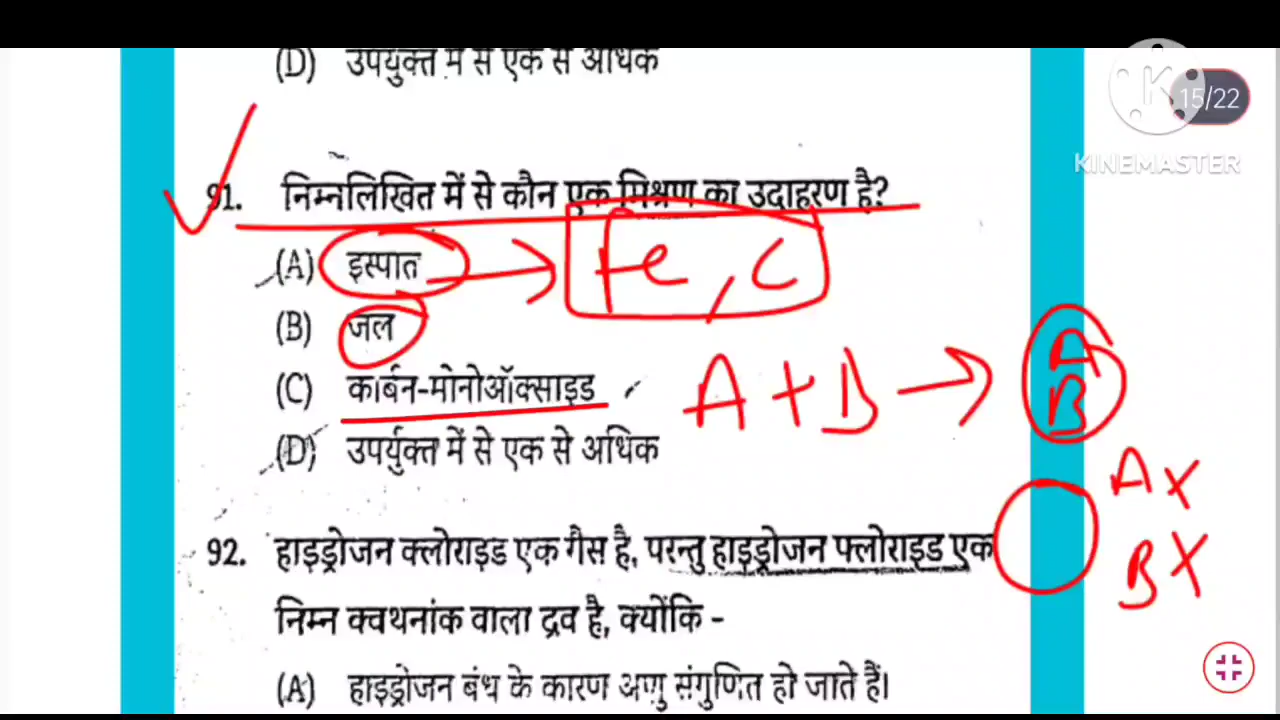 (D) उपर्युक्त में से एक से अधिक
15/22
KINEMASTER
91. निम्नलिखित में से कौन एक मिश्रण का उदाहरण है?
(A) इस्पात → Fe, C
(B) जल
(C) कार्बन-मोनोऑक्साइड
A + B → A B
(D) उपर्युक्त में से एक से अधिक
A X
B X
92. हाइड्रोजन क्लोराइड एक गैस है, परन्तु हाइड्रोजन फ्लोराइड एक
निम्न क्वथनांक वाला द्रव है, क्योंकि -
(A) हाइड्रोजन बंध के कारण अणु संगुणित हो जाते हैं।